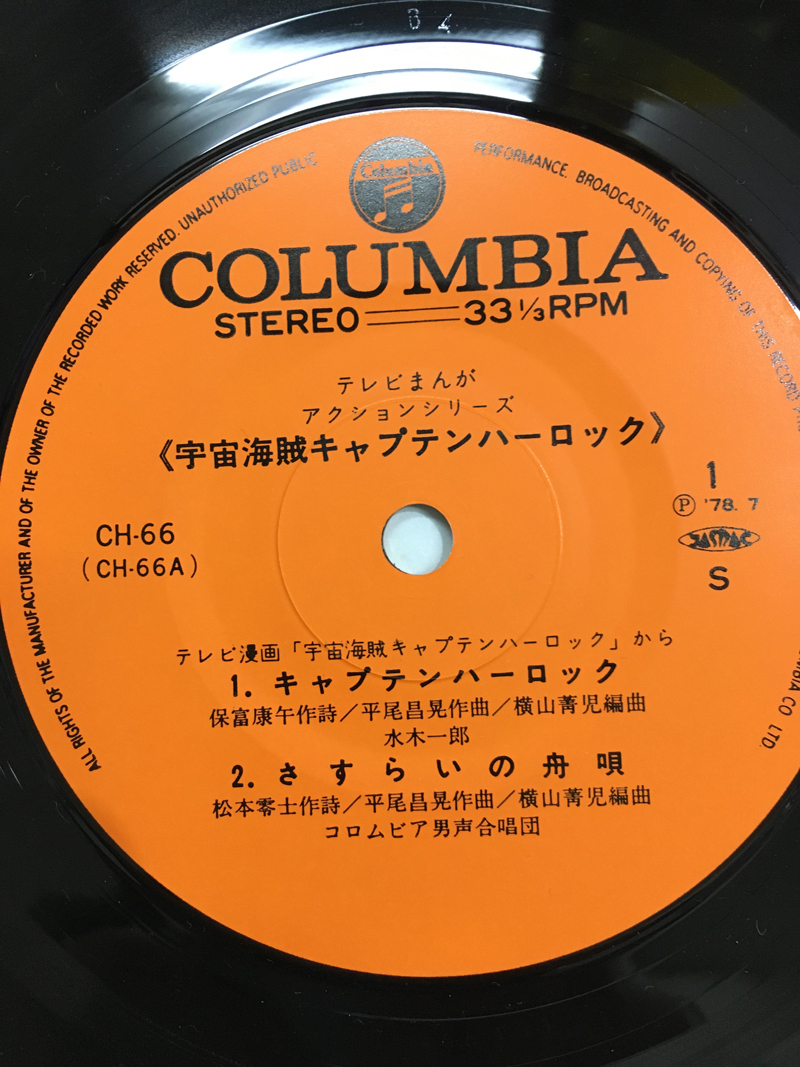 64
Columbia
ALL RIGHTS OF THE MANUFACTURER AND OF THE OWNER OF THE RECORDED WORK RESERVED. UNAUTHORIZED PUBLIC PERFORMANCE. BROADCASTING AND COPYING OF THIS RECORD
COLUMBIA
STEREO 33 1/3 RPM
テレビまんが
アクションシリーズ
《宇宙海賊キャプテンハーロック》
1
Ⓟ '78. 7
JASRAC
S
CH-66
(CH-66A)
テレビ漫画「宇宙海賊キャプテンハーロック」から
1. キャプテンハーロック
保富康午作詩/平尾昌晃作曲/横山菁児編曲
水木一郎
2. さすらいの舟唄
松本零士作詩/平尾昌晃作曲/横山菁児編曲
コロムビア男声合唱団
CO LTD.